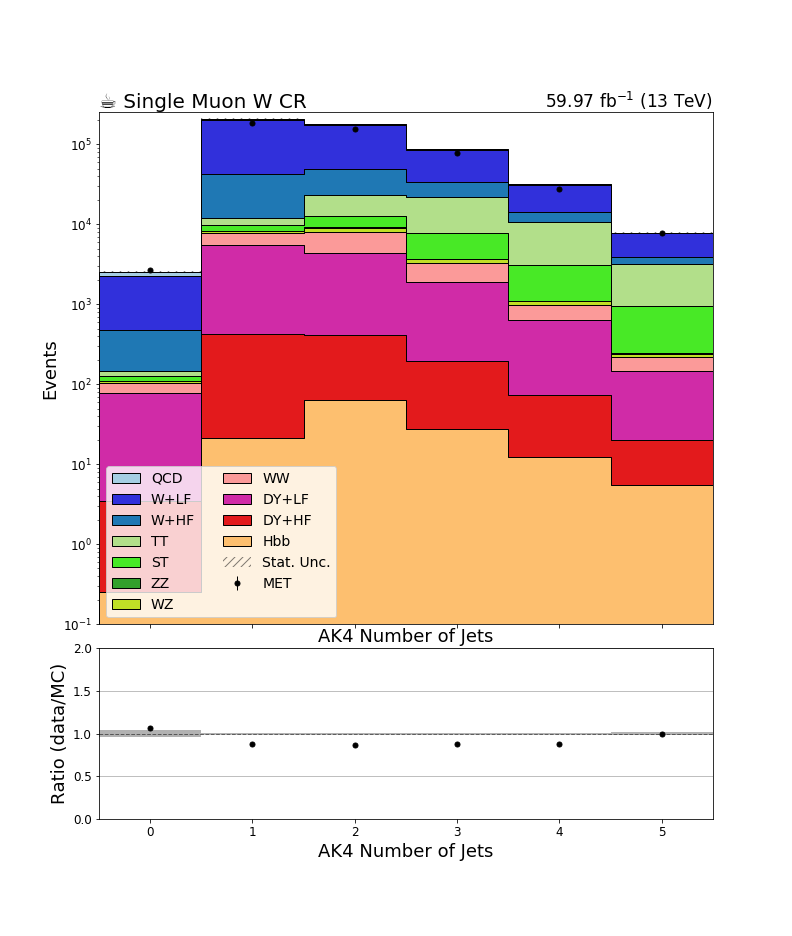 ☕ Single Muon W CR
59.97 fb⁻¹ (13 TeV)
10⁵
10⁴
10³
10²
10¹
10⁰
10⁻¹
Events
QCD
W+LF
W+HF
TT
ST
ZZ
WZ
WW
DY+LF
DY+HF
Hbb
Stat. Unc.
MET
AK4 Number of Jets
2.0
1.5
1.0
0.5
0.0
Ratio (data/MC)
0 1 2 3 4 5
AK4 Number of Jets